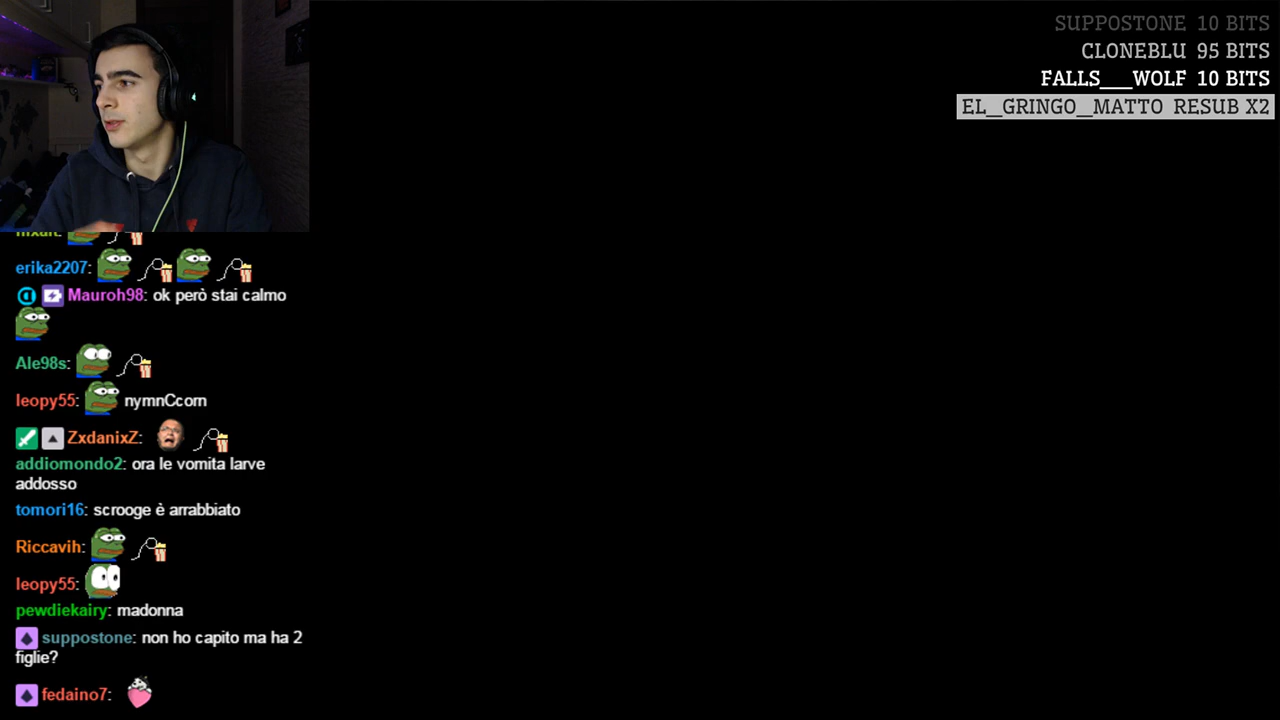 SUPPOSTONE 10 BITS
CLONEBLU 95 BITS
FALLS___WOLF 10 BITS
EL_GRINGO_MATTO RESUB X2
erika2207:
Mauroh98: ok però stai calmo
Ale98s:
leopy55: nymnCcorn
ZxdanixZ:
addiomondo2: ora le vomita larve
addosso
tomori16: scrooge è arrabbiato
Riccavih:
leopy55:
pewdiekairy: madonna
suppostone: non ho capito ma ha 2
figlie?
fedaino7: